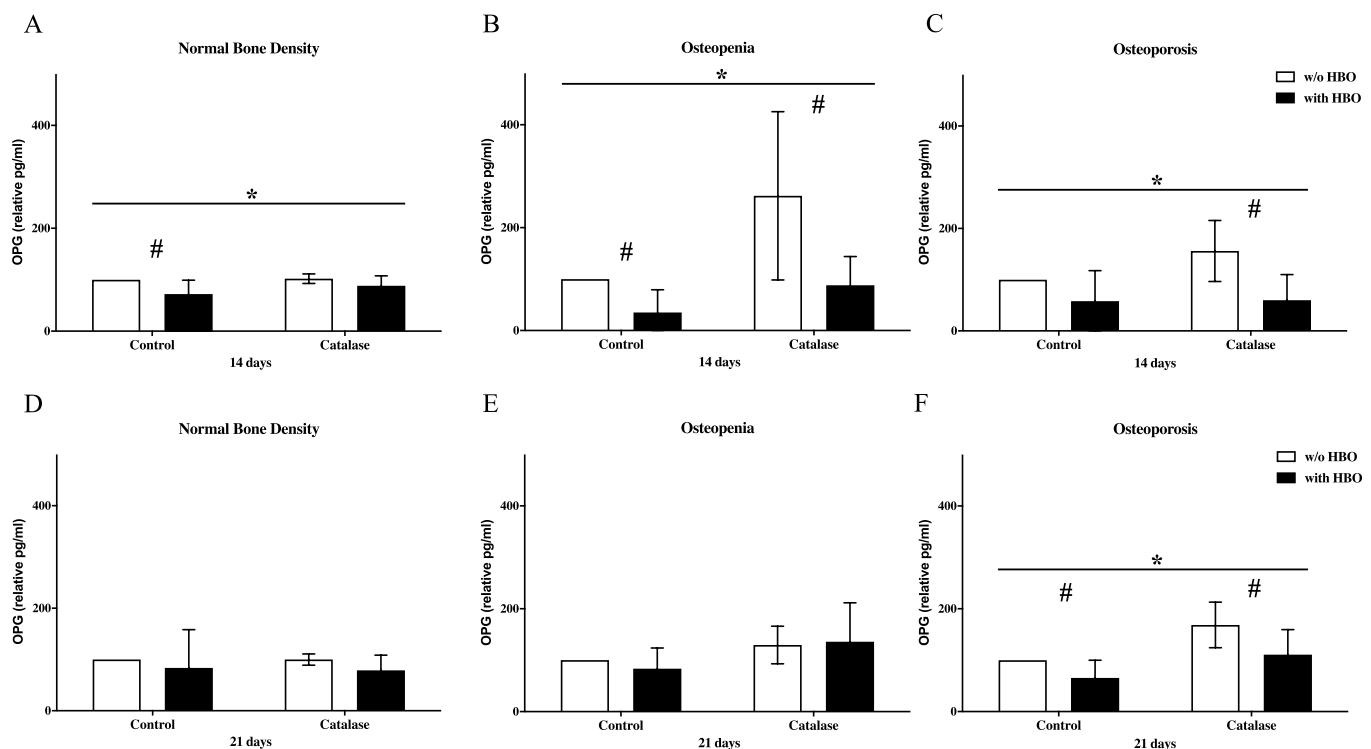 A
Normal Bone Density
OPG (relative pg/ml)
400
200
0
*
#
Control
Catalase
14 days
B
Osteopenia
OPG (relative pg/ml)
400
200
0
*
#
#
Control
Catalase
14 days
C
Osteoporosis
w/o HBO
with HBO
OPG (relative pg/ml)
400
200
0
*
#
Control
Catalase
14 days
D
Normal Bone Density
OPG (relative pg/ml)
400
200
0
Control
Catalase
21 days
E
Osteopenia
OPG (relative pg/ml)
400
200
0
Control
Catalase
21 days
F
Osteoporosis
w/o HBO
with HBO
OPG (relative pg/ml)
400
200
0
*
#
#
Control
Catalase
21 days